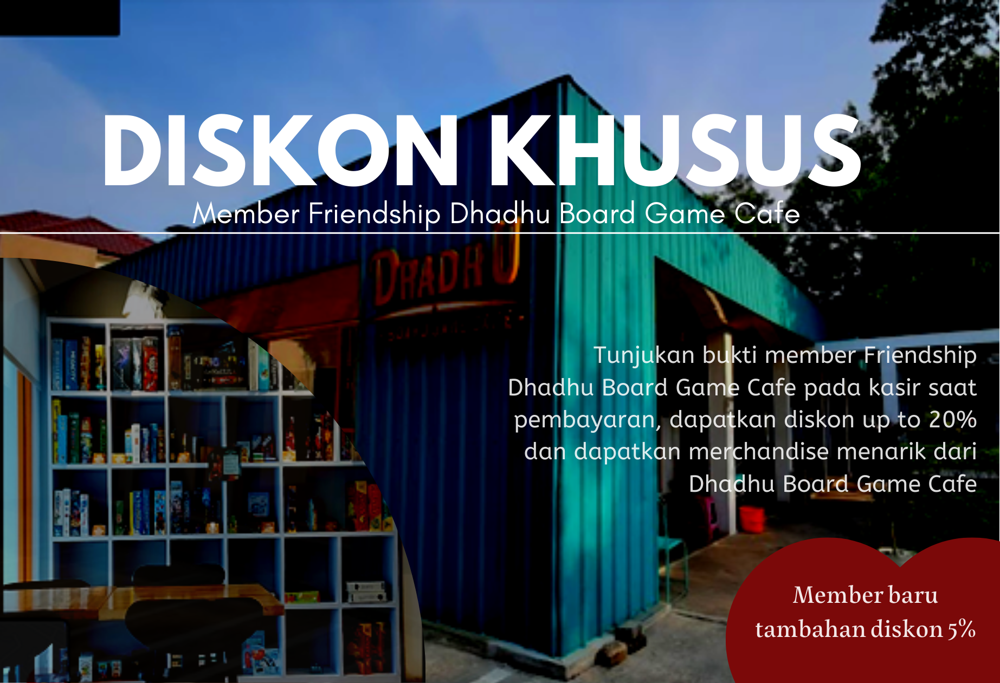 DISKON KHUSUS
Member Friendship Dhadhu Board Game Cafe
DHADHU
Tunjukan bukti member Friendship
Dhadhu Board Game Cafe pada kasir saat
pembayaran, dapatkan diskon up to 20%
dan dapatkan merchandise menarik dari
Dhadhu Board Game Cafe
Member baru
tambahan diskon 5%